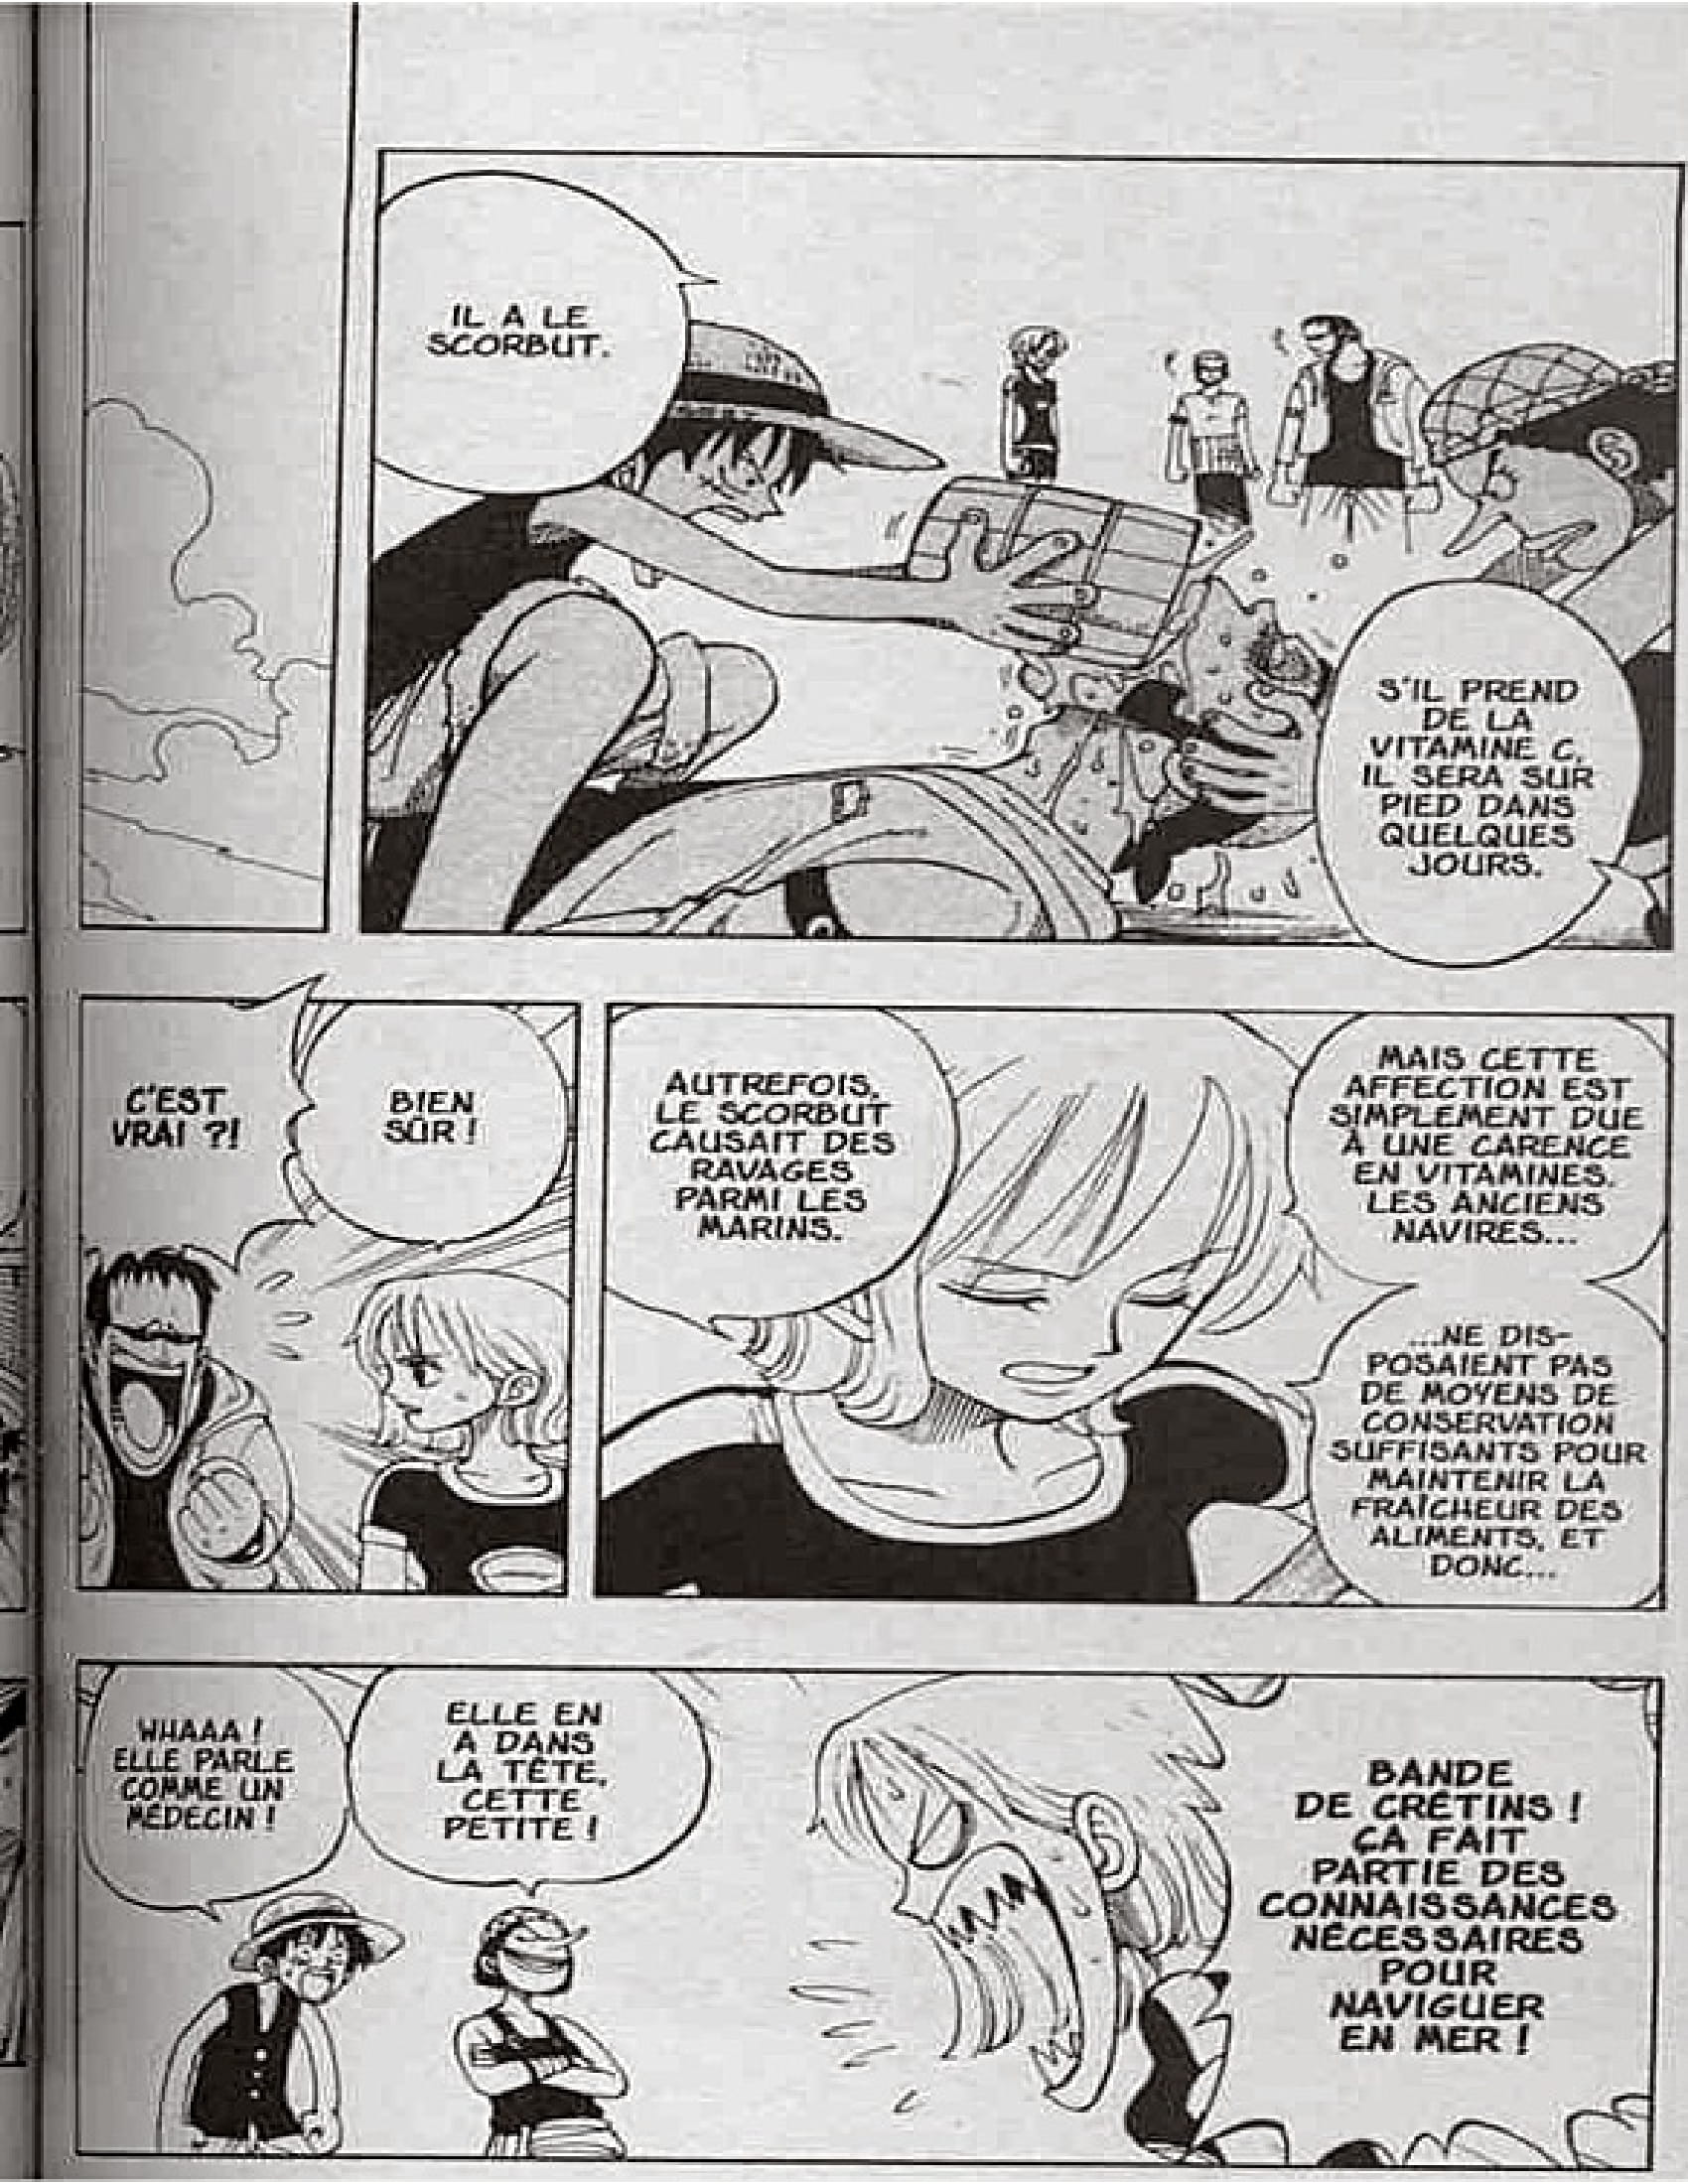 IL A LE
SCORBUT.
S'IL PREND
DE LA
VITAMINE C,
IL SERA SUR
PIED DANS
QUELQUES
JOURS.
C'EST
VRAI ?!
BIEN
SÛR !
AUTREFOIS,
LE SCORBUT
CAUSAIT DES
RAVAGES
PARMI LES
MARINS.
MAIS CETTE
AFFECTION EST
SIMPLEMENT DUE
À UNE CARENCE
EN VITAMINES.
LES ANCIENS
NAVIRES...
...NE DIS-
POSAIENT PAS
DE MOYENS DE
CONSERVATION
SUFFISANTS POUR
MAINTENIR LA
FRAÎCHEUR DES
ALIMENTS, ET
DONC...
WHAAA !
ELLE PARLE
COMME UN
MÉDECIN !
ELLE EN
A DANS
LA TÊTE,
CETTE
PETITE !
BANDE
DE CRÉTINS !
ÇA FAIT
PARTIE DES
CONNAISSANCES
NÉCESSAIRES
POUR
NAVIGUER
EN MER !